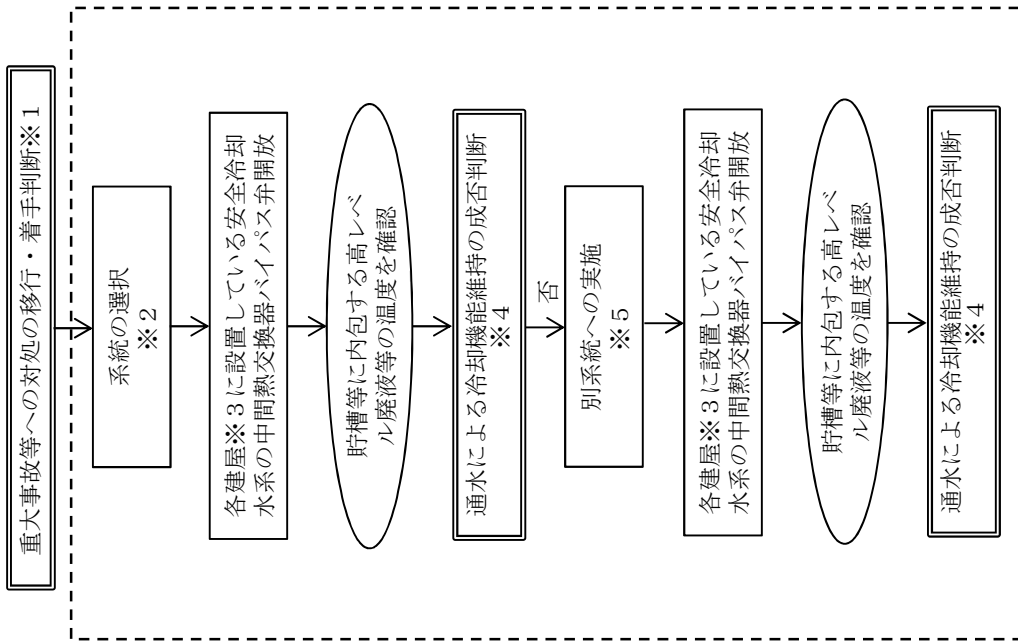 重大事故等への対処の移行・着手判断※１
系統の選択
※２
各建屋※３に設置している安全冷却
水系の中間熱交換器バイパス弁開放
貯槽等に内包する高レベ
ル廃液等の温度を確認
通水による冷却機能維持の成否判断
※４
否
別系統への実施
※５
各建屋※３に設置している安全冷却
水系の中間熱交換器バイパス弁開放
貯槽等に内包する高レベ
ル廃液等の温度を確認
通水による冷却機能維持の成否判断
※４